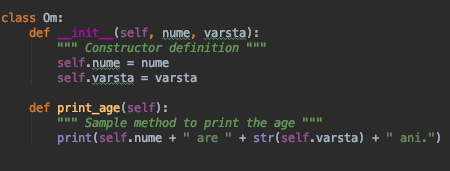 class Om:
    def __init__(self, nume, varsta):
        """ Constructor definition """
        self.nume = nume
        self.varsta = varsta

    def print_age(self):
        """ Sample method to print the age """
        print(self.nume + " are " + str(self.varsta) + " ani.")